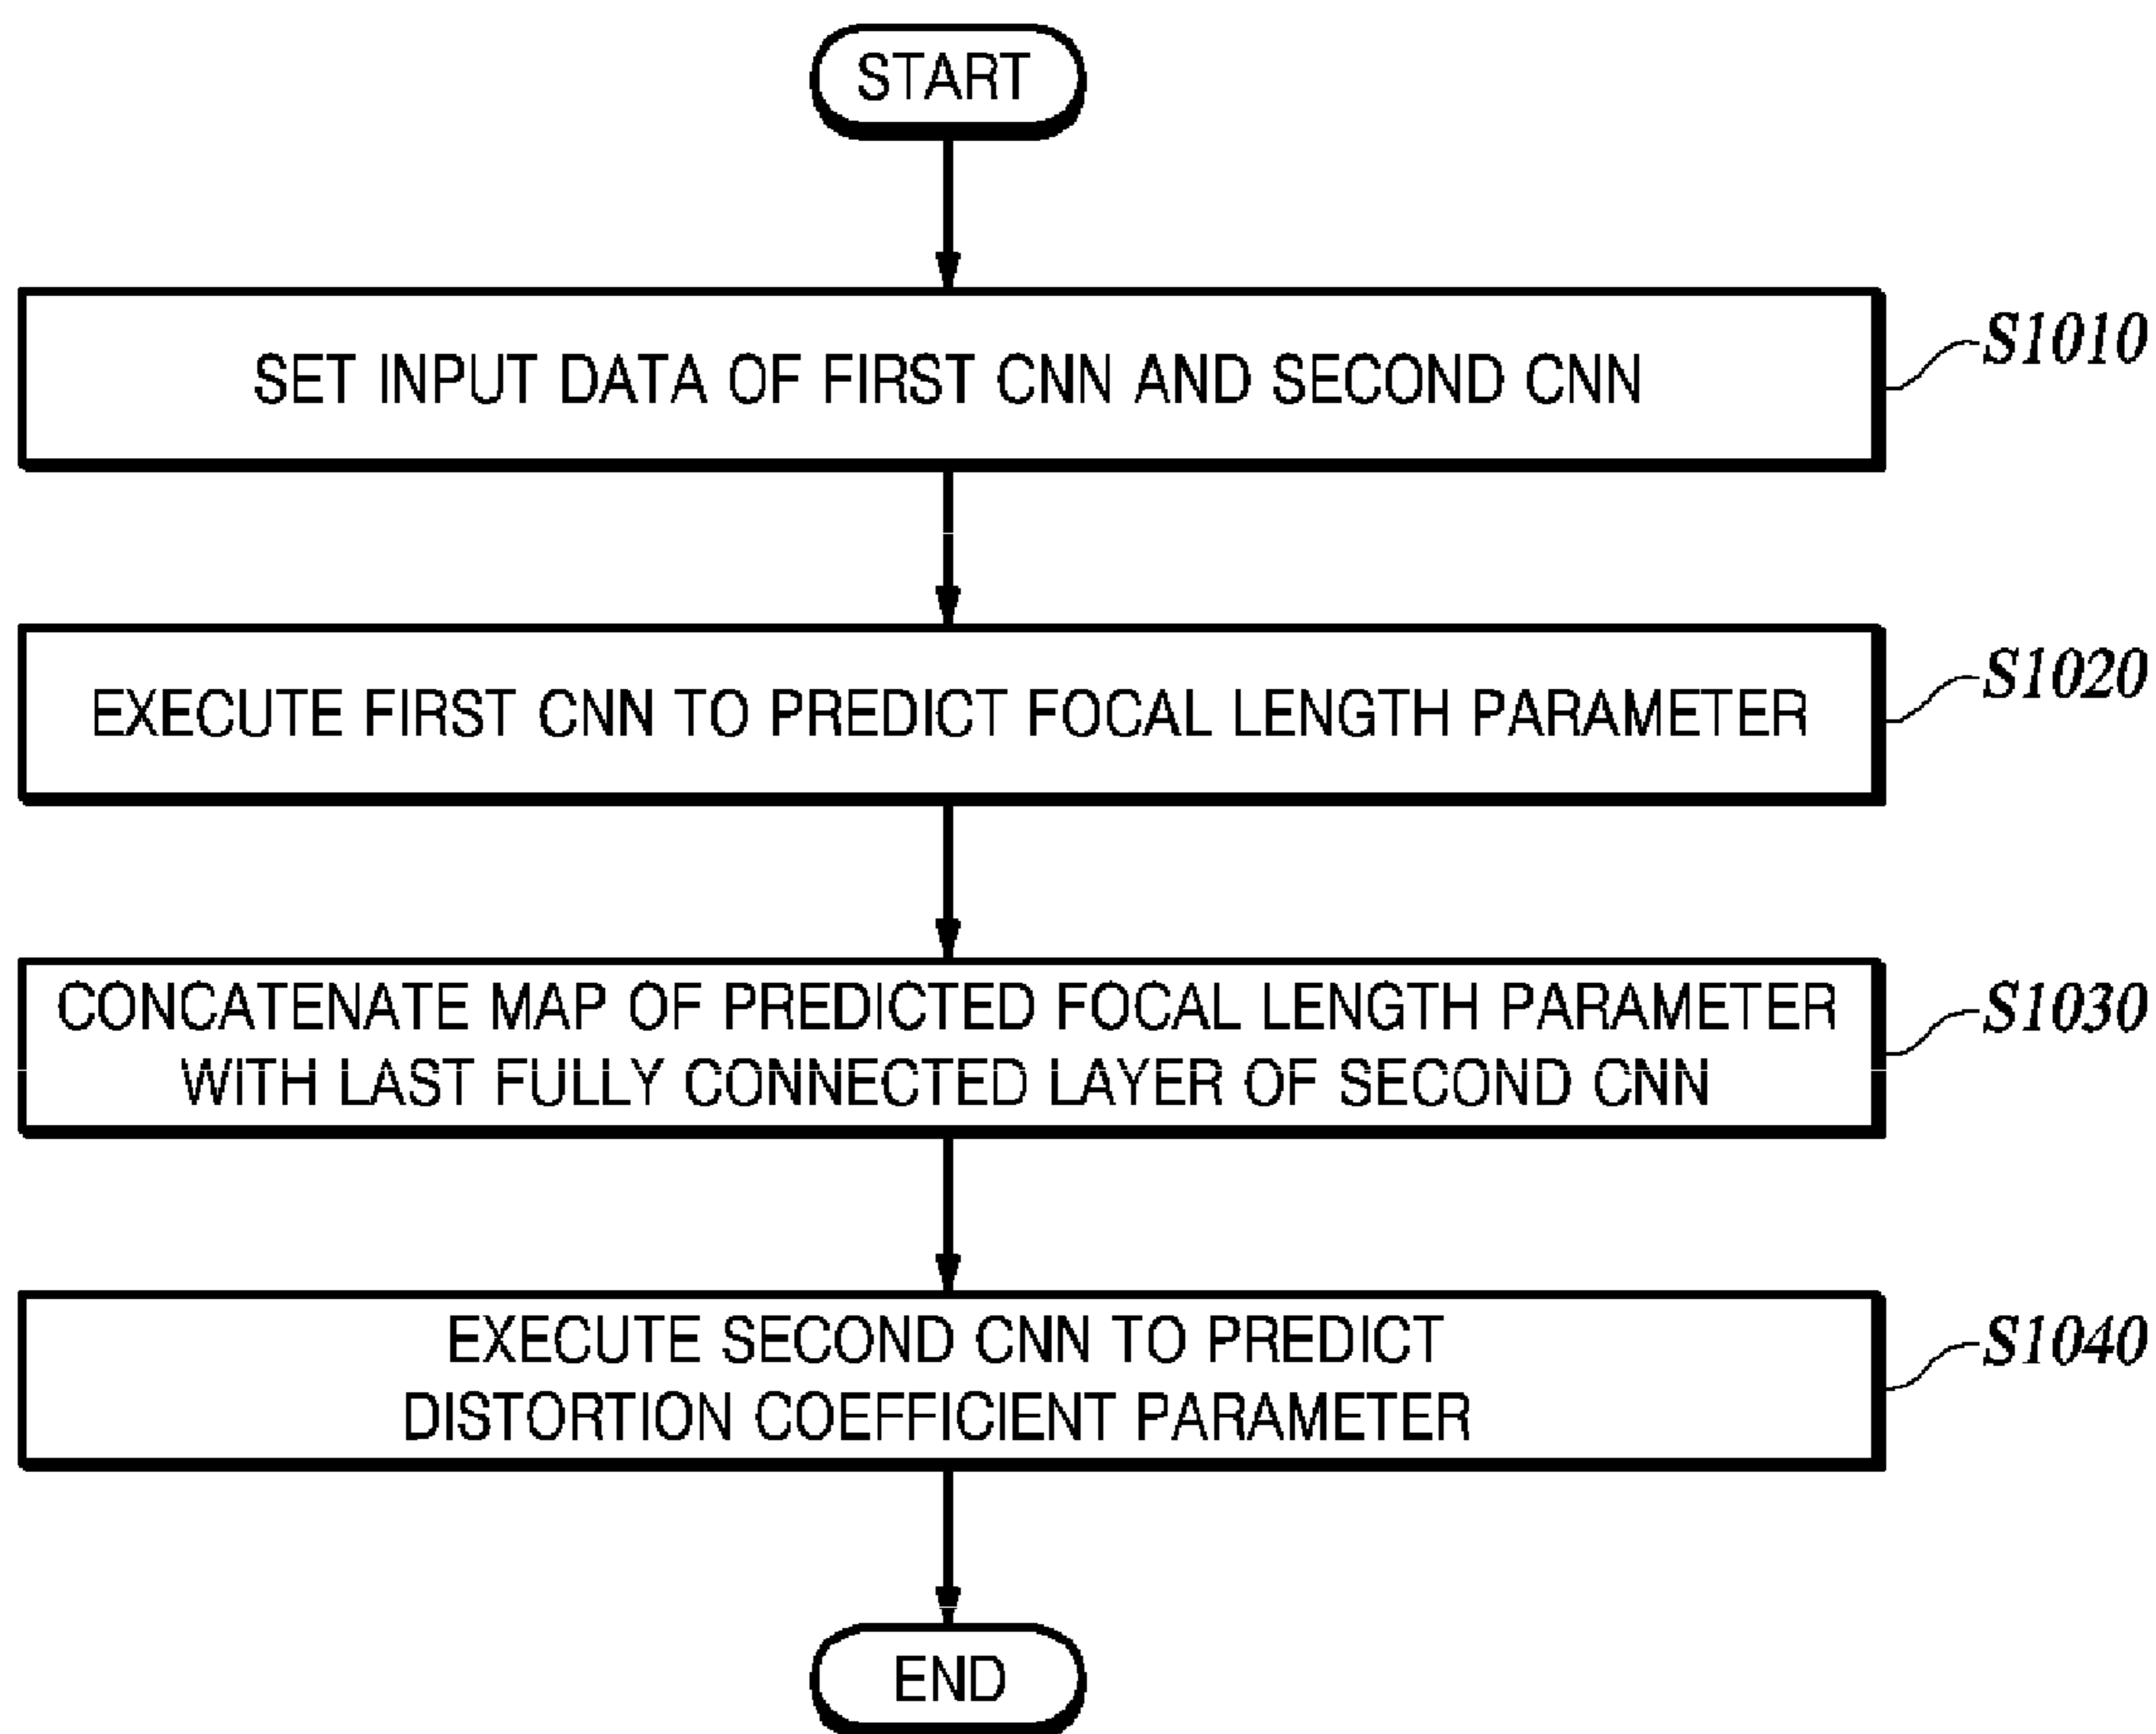 START
SET INPUT DATA OF FIRST CNN AND SECOND CNN
S1010
EXECUTE FIRST CNN TO PREDICT FOCAL LENGTH PARAMETER
S1020
CONCATENATE MAP OF PREDICTED FOCAL LENGTH PARAMETER
WITH LAST FULLY CONNECTED LAYER OF SECOND CNN
S1030
EXECUTE SECOND CNN TO PREDICT
DISTORTION COEFFICIENT PARAMETER
S1040
END